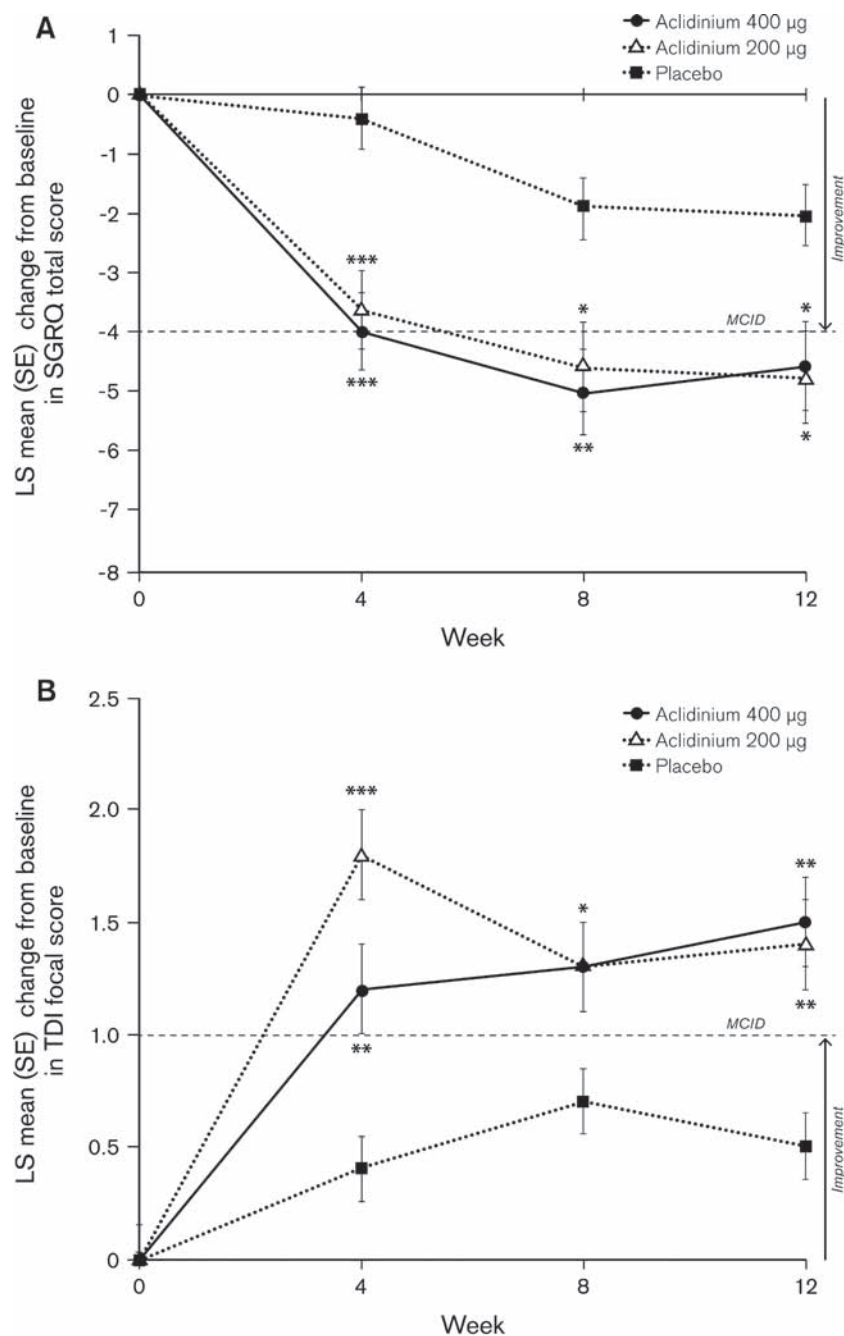 A
Aclidinium 400 µg
Aclidinium 200 µg
Placebo
1
0
-1
-2
-3
-4
-5
-6
-7
-8
LS mean (SE) change from baseline
in SGRQ total score
***
***
*
**
*
*
MCID
Improvement
0
4
8
12
Week
B
Aclidinium 400 µg
Aclidinium 200 µg
Placebo
2.5
2.0
1.5
1.0
0.5
0
LS mean (SE) change from baseline
in TDI focal score
***
**
*
**
**
MCID
Improvement
0
4
8
12
Week